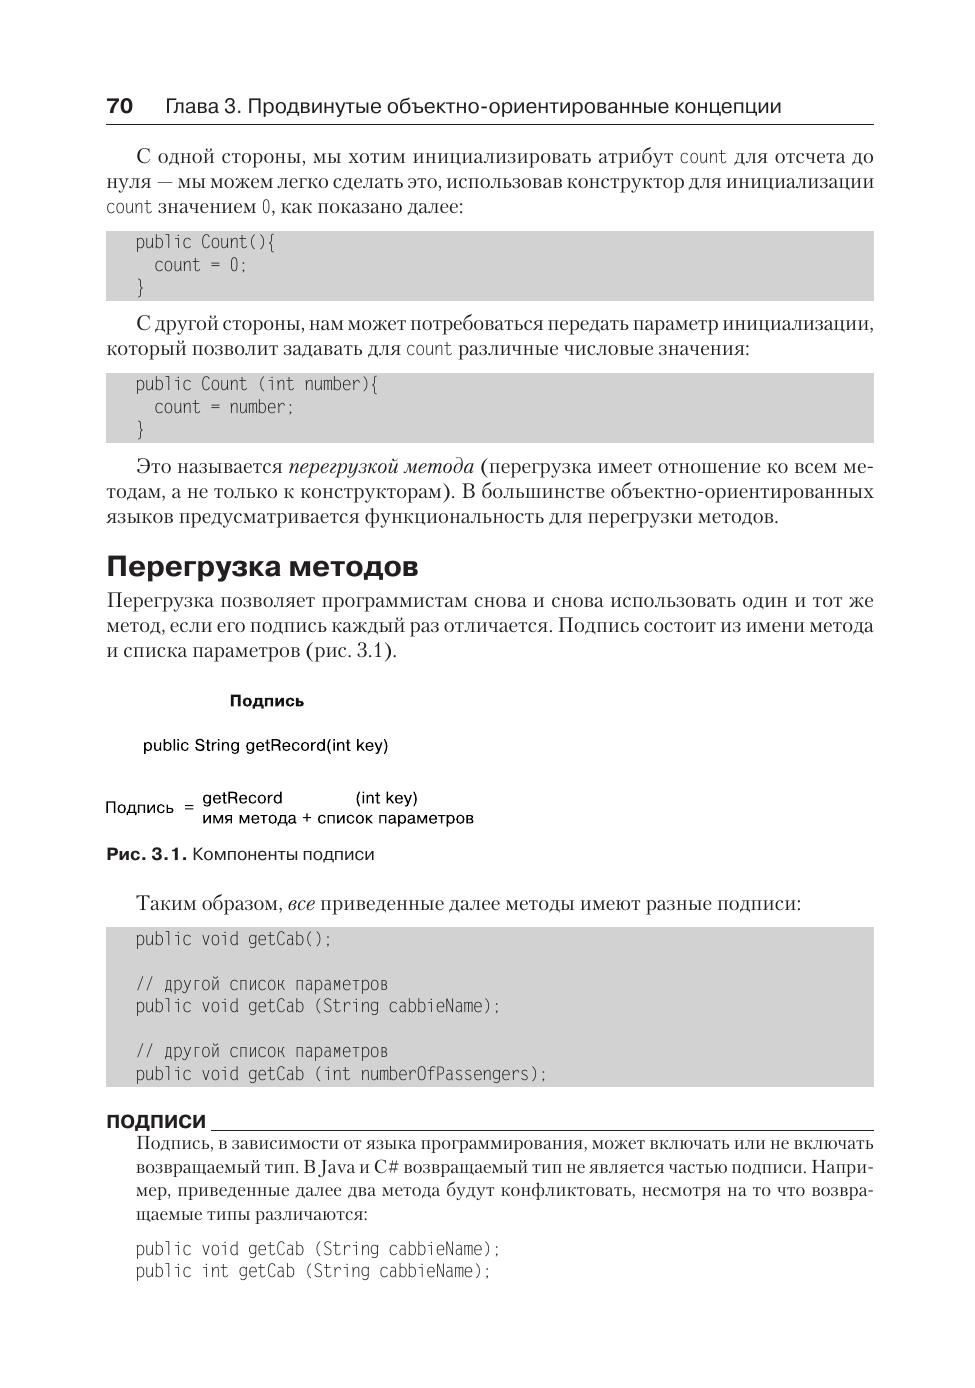 70 Глава 3. Продвинутые объектно-ориентированные концепции
С одной стороны, мы хотим инициализировать атрибут count для отсчета до
нуля — мы можем легко сделать это, использовав конструктор для инициализации
count значением 0, как показано далее:
public Count(){
count = 0;
}
С другой стороны, нам может потребоваться передать параметр инициализации,
который позволит задавать для count различные числовые значения:
public Count (int number){
count = number;
}
Это называется перегрузкой метода (перегрузка имеет отношение ко всем ме-
тодам, а не только к конструкторам). В большинстве объектно-ориентированных
языков предусматривается функциональность для перегрузки методов.
Перегрузка методов
Перегрузка позволяет программистам снова и снова использовать один и тот же
метод, если его подпись каждый раз отличается. Подпись состоит из имени метода
и списка параметров (рис. 3.1).
Подпись
public String getRecord(int key)
getRecord (int key)
Подпись =
имя метода + список параметров
Рис. 3.1. Компоненты подписи
Таким образом, все приведенные далее методы имеют разные подписи:
public void getCab();
// другой список параметров
public void getCab (String cabbieName);
// другой список параметров
public void getCab (int numberOfPassengers);
ПОДПИСИ
Подпись, в зависимости от языка программирования, может включать или не включать
возвращаемый тип. В Java и C# возвращаемый тип не является частью подписи. Напри-
мер, приведенные далее два метода будут конфликтовать, несмотря на то что возвра-
щаемые типы различаются:
public void getCab (String cabbieName);
public int getCab (String cabbieName);